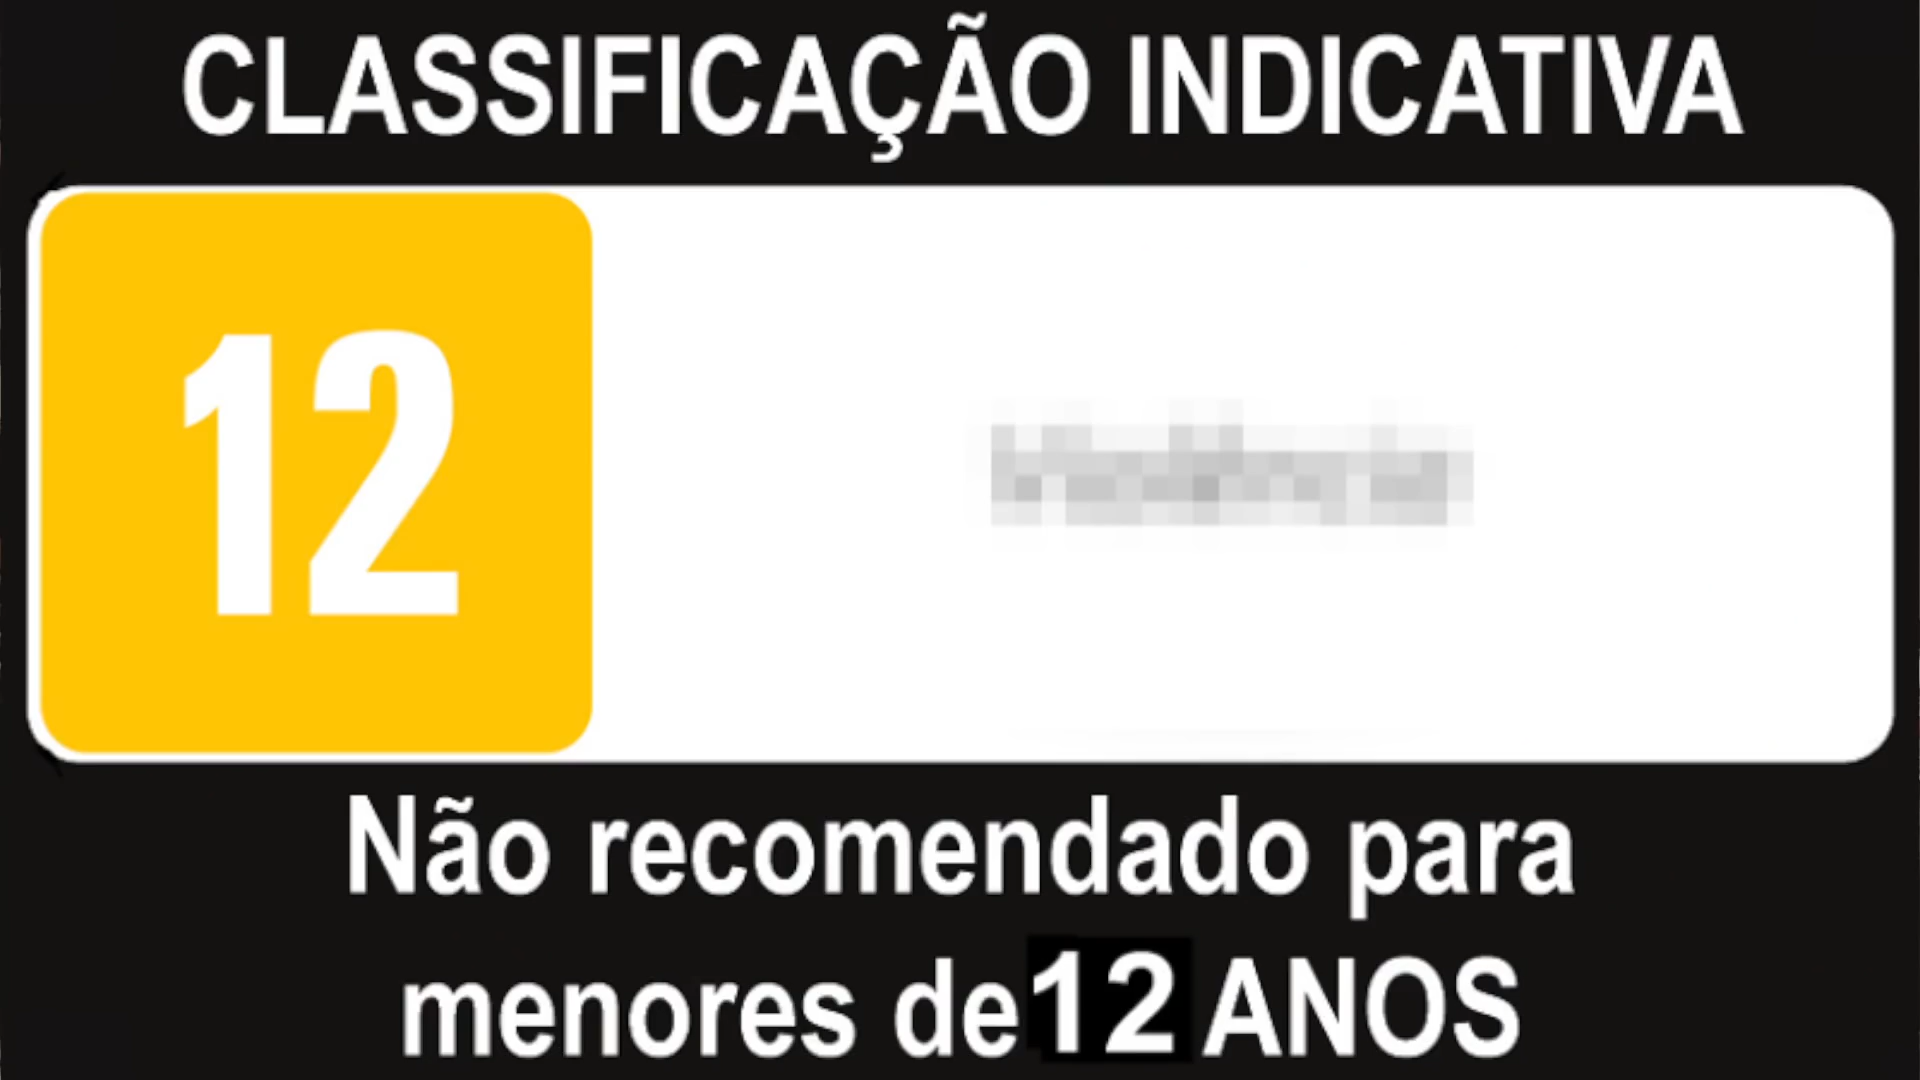 CLASSIFICAÇÃO INDICATIVA
12
Não recomendado para
menores de 12 ANOS